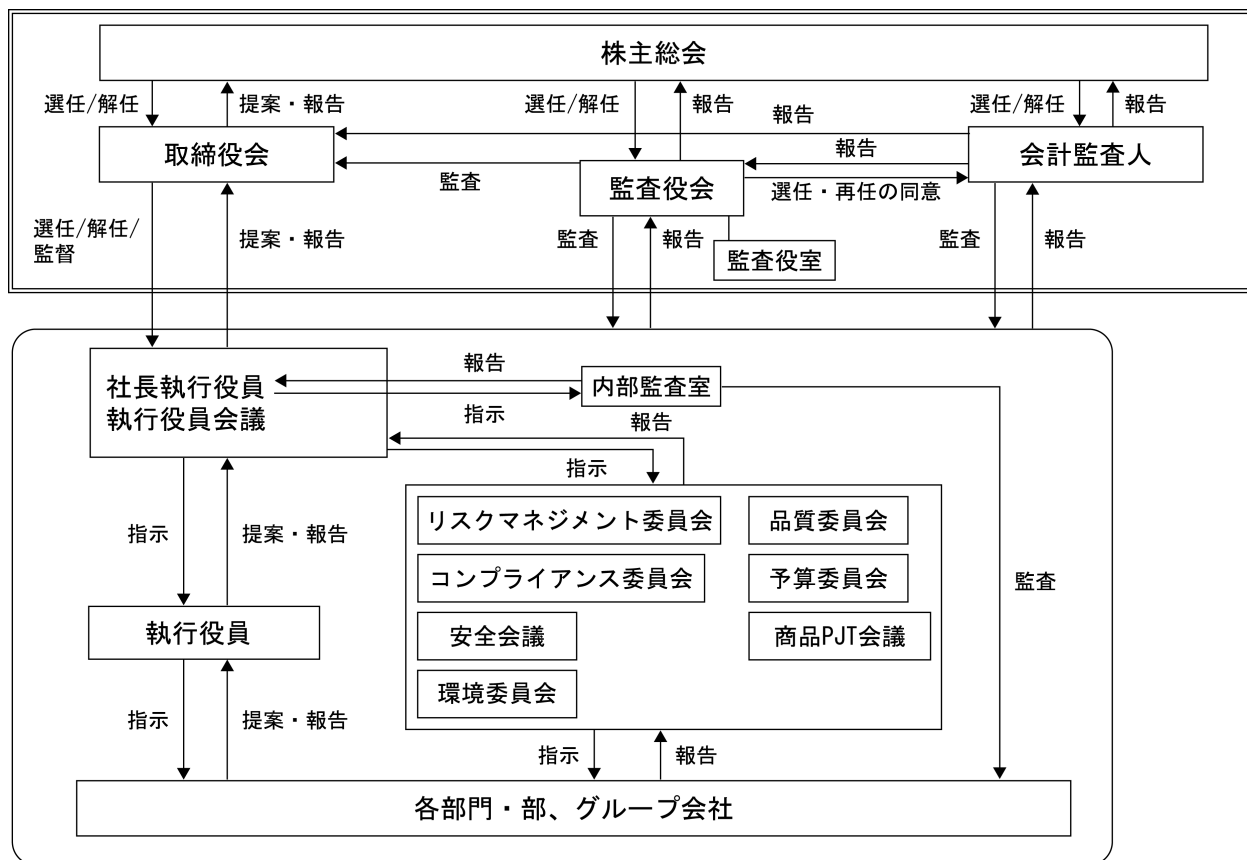 株主総会
選任/解任
提案・報告
選任/解任
報告
選任/解任
報告
報告
取締役会
会計監査人
報告
監査
監査役会
選任・再任の同意
選任/解任/
監督
提案・報告
監査
報告
監査役室
監査
報告
社長執行役員
執行役員会議
報告
指示
内部監査室
報告
指示
リスクマネジメント委員会
品質委員会
指示
提案・報告
コンプライアンス委員会
予算委員会
監査
執行役員
安全会議
商品PJT会議
環境委員会
指示
提案・報告
指示
報告
各部門・部、グループ会社